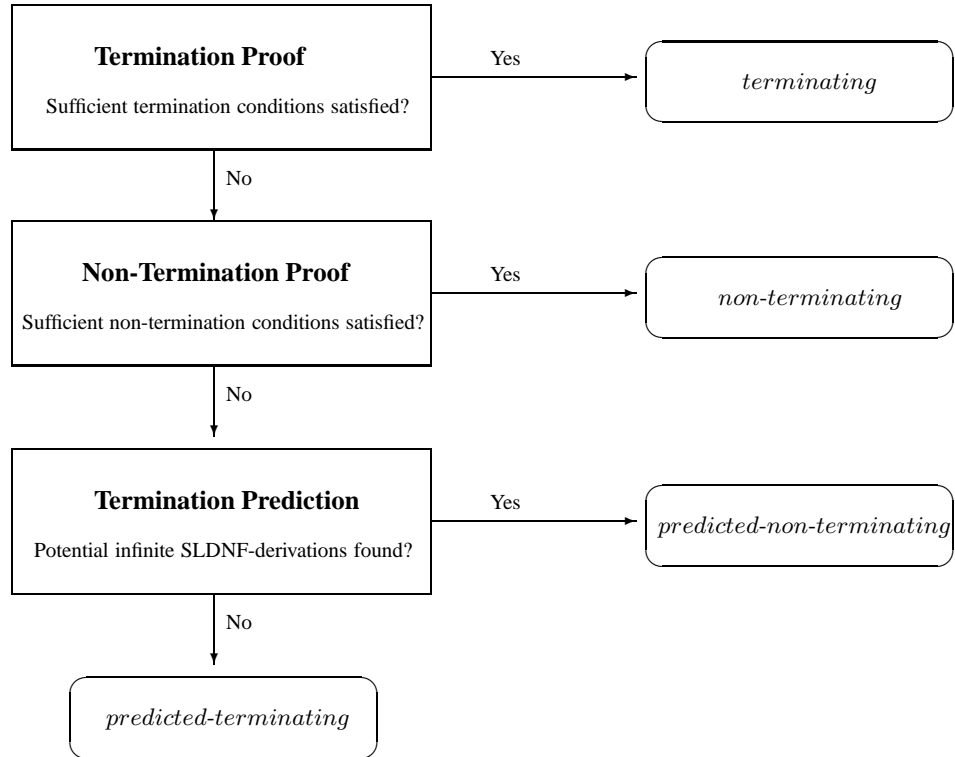 Termination Proof
Sufficient termination conditions satisfied?
Yes
terminating
No
Non-Termination Proof
Sufficient non-termination conditions satisfied?
Yes
non-terminating
No
Termination Prediction
Potential infinite SLDNF-derivations found?
Yes
predicted-non-terminating
No
predicted-terminating